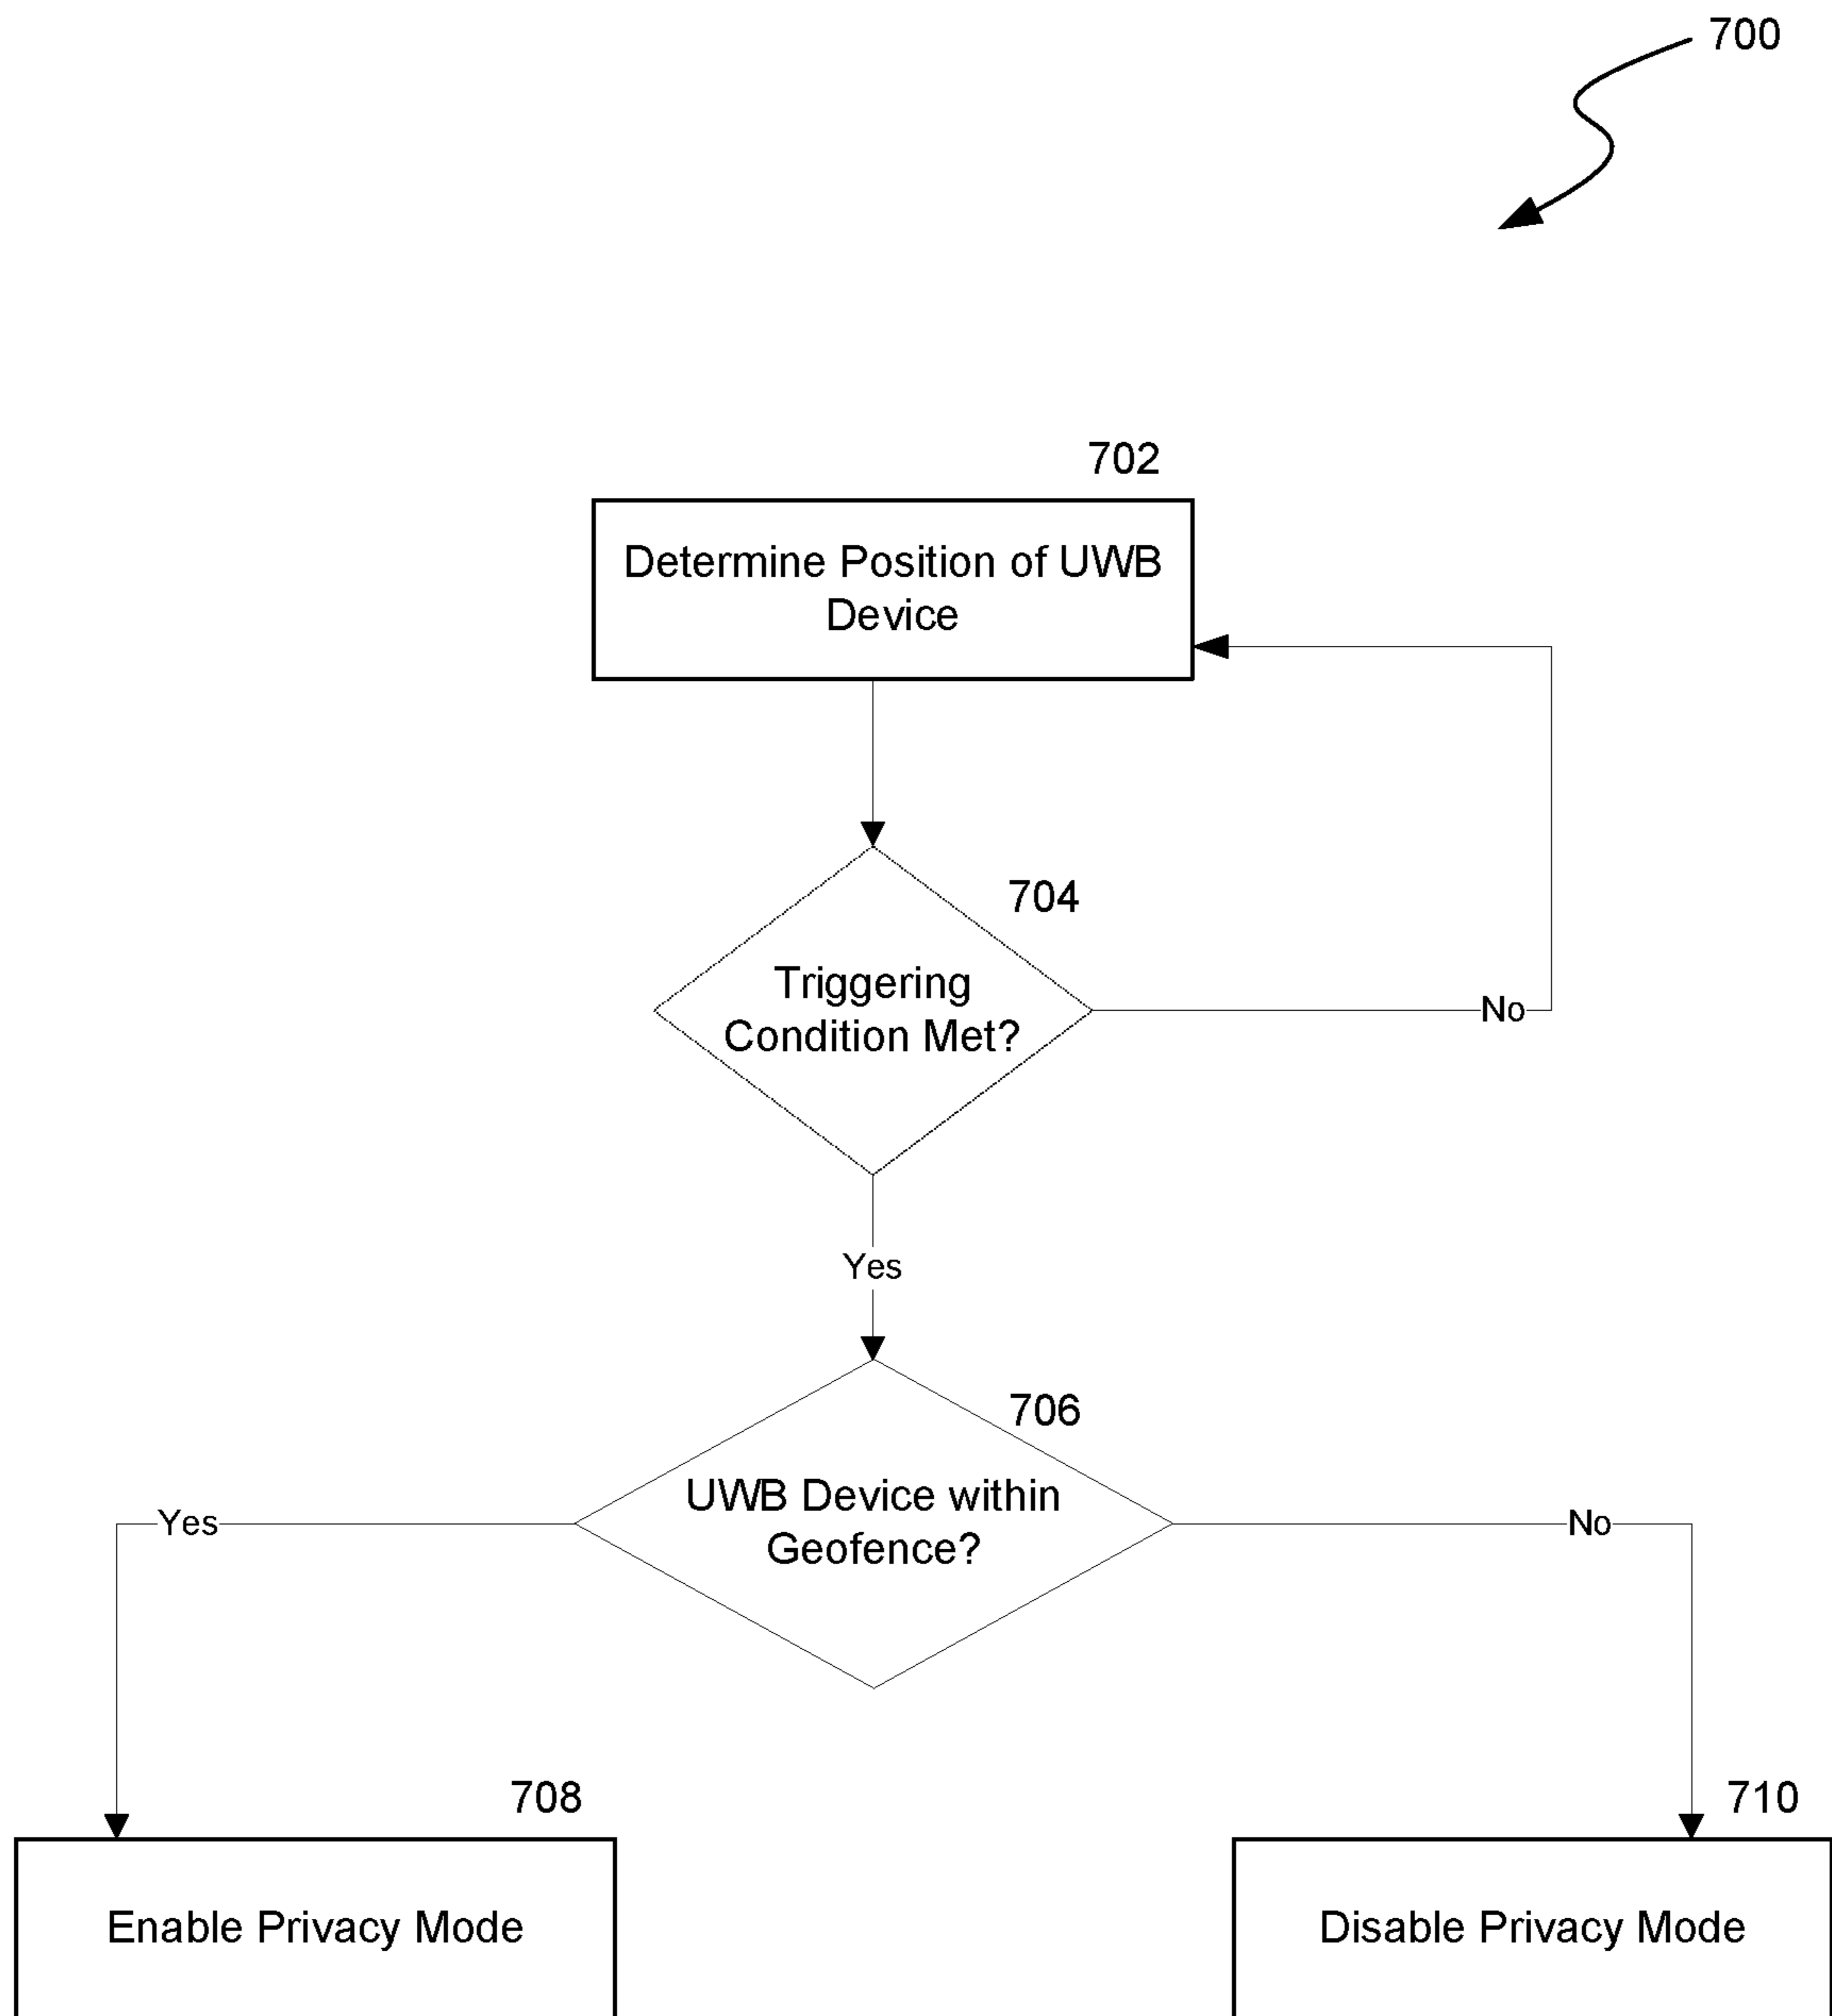 700
702
Determine Position of UWB
Device
704
Triggering
Condition Met?
No
Yes
706
UWB Device within
Geofence?
Yes
No
708
710
Enable Privacy Mode
Disable Privacy Mode